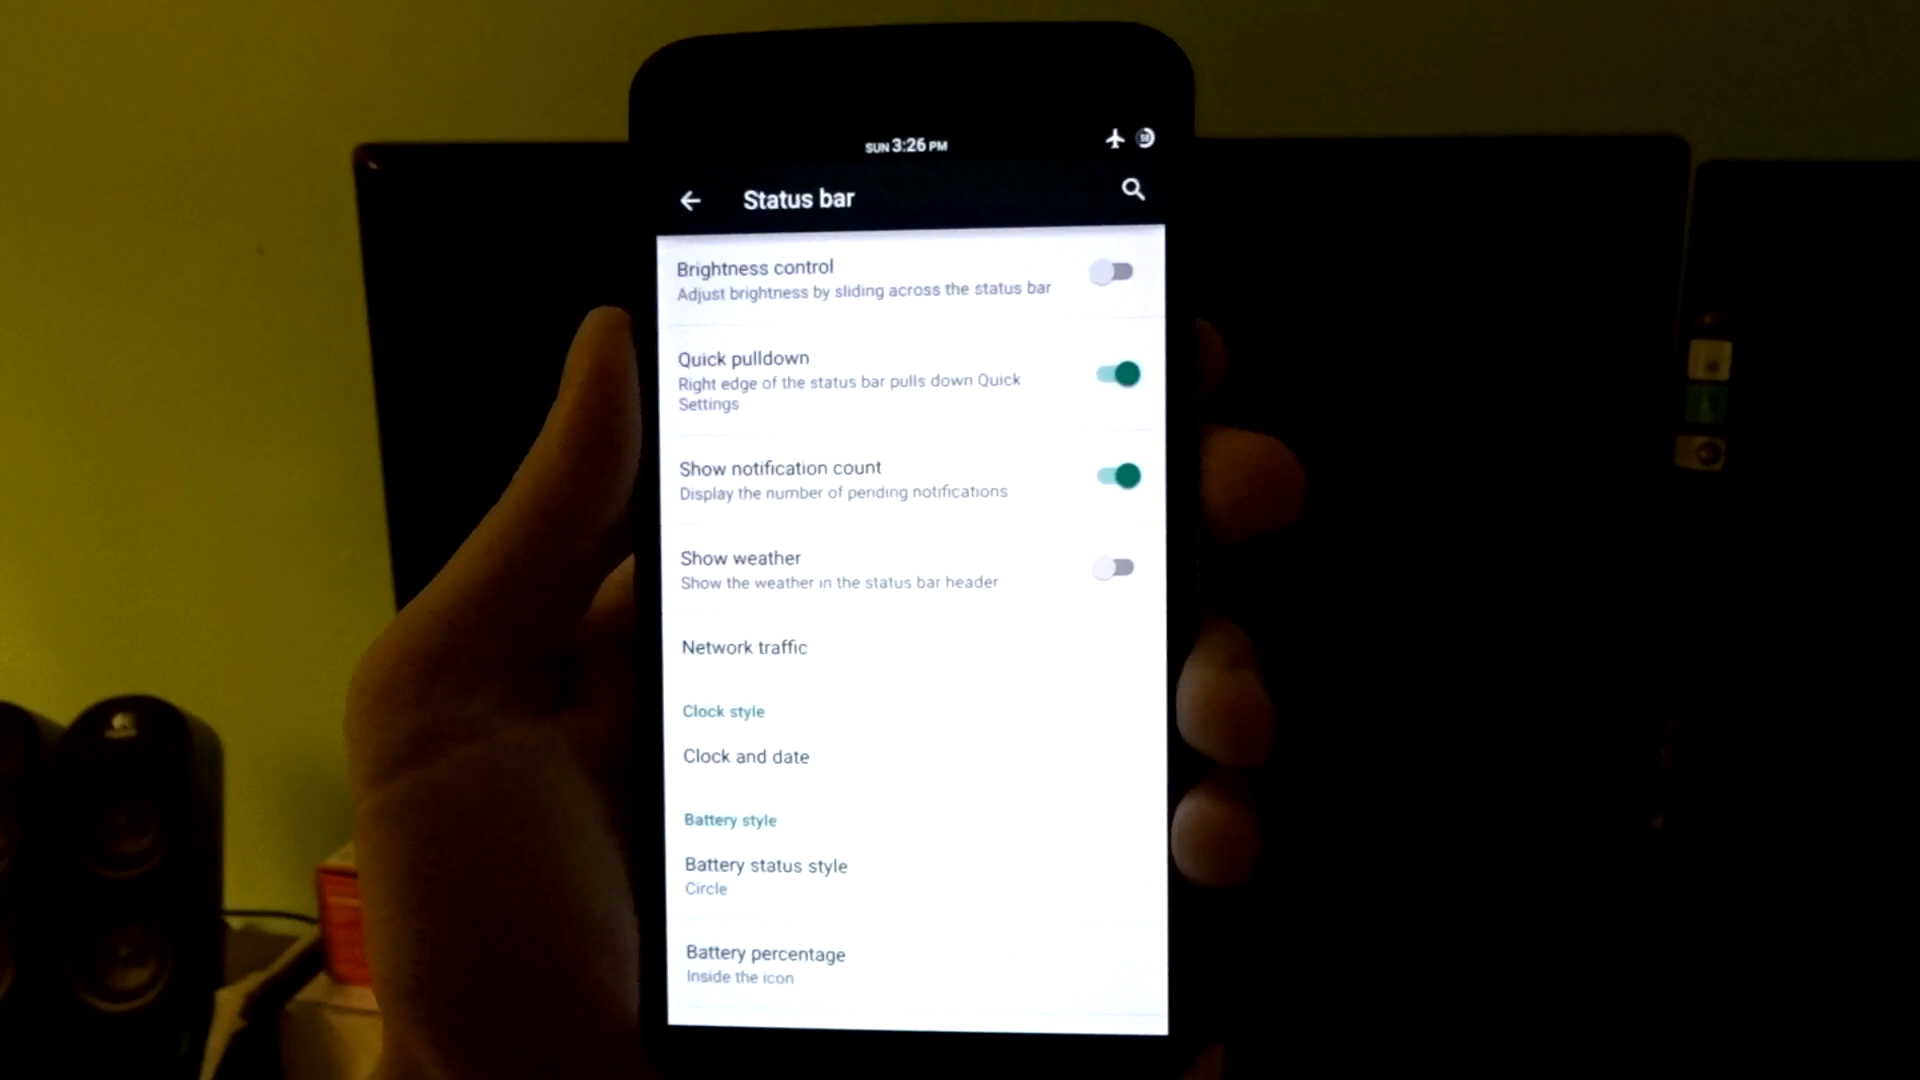 SUN 3:26 PM
Status bar
Brightness control
Adjust brightness by sliding across the status bar
Quick pulldown
Right edge of the status bar pulls down Quick
Settings
Show notification count
Display the number of pending notifications
Show weather
Show the weather in the status bar header
Network traffic
Clock style
Clock and date
Battery style
Battery status style
Circle
Battery percentage
Inside the icon